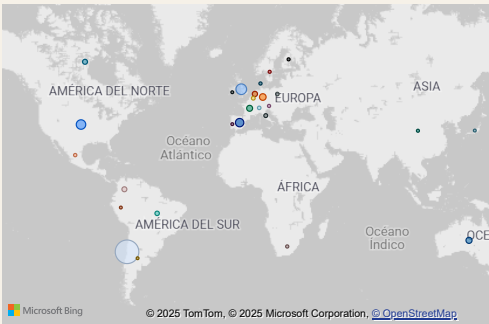 AMÉRICA DEL NORTE
EUROPA
ASIA
Océano
Atlántico
ÁFRICA
AMÉRICA DEL SUR
Océano
Índico
OCE
Microsoft Bing
© 2025 TomTom, © 2025 Microsoft Corporation, © OpenStreetMap